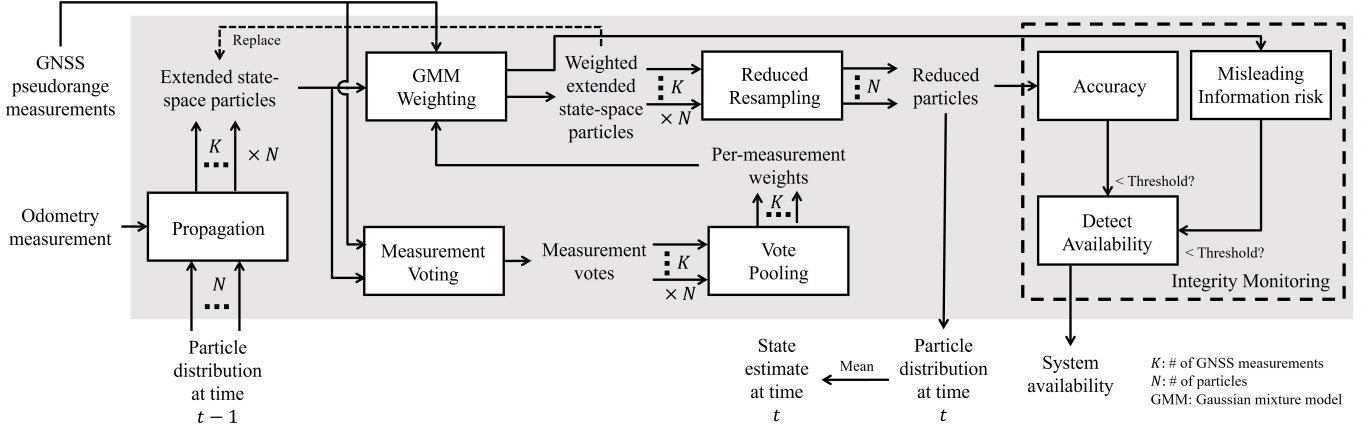 GNSS
pseudorange
measurements
Replace
Extended state-
space particles
K
× N
Odometry
measurement
Propagation
N
Particle
distribution
at time
t − 1
GMM
Weighting
Weighted
extended
state-space
particles
K
× N
Reduced
Resampling
N
Reduced
particles
Per-measurement
weights
K
Measurement
Voting
Measurement
votes
K
× N
Vote
Pooling
Accuracy
Misleading
Information risk
< Threshold?
Detect
Availability
< Threshold?
Integrity Monitoring
State
estimate
at time
t
Mean
Particle
distribution
at time
t
System
availability
K: # of GNSS measurements
N: # of particles
GMM: Gaussian mixture model